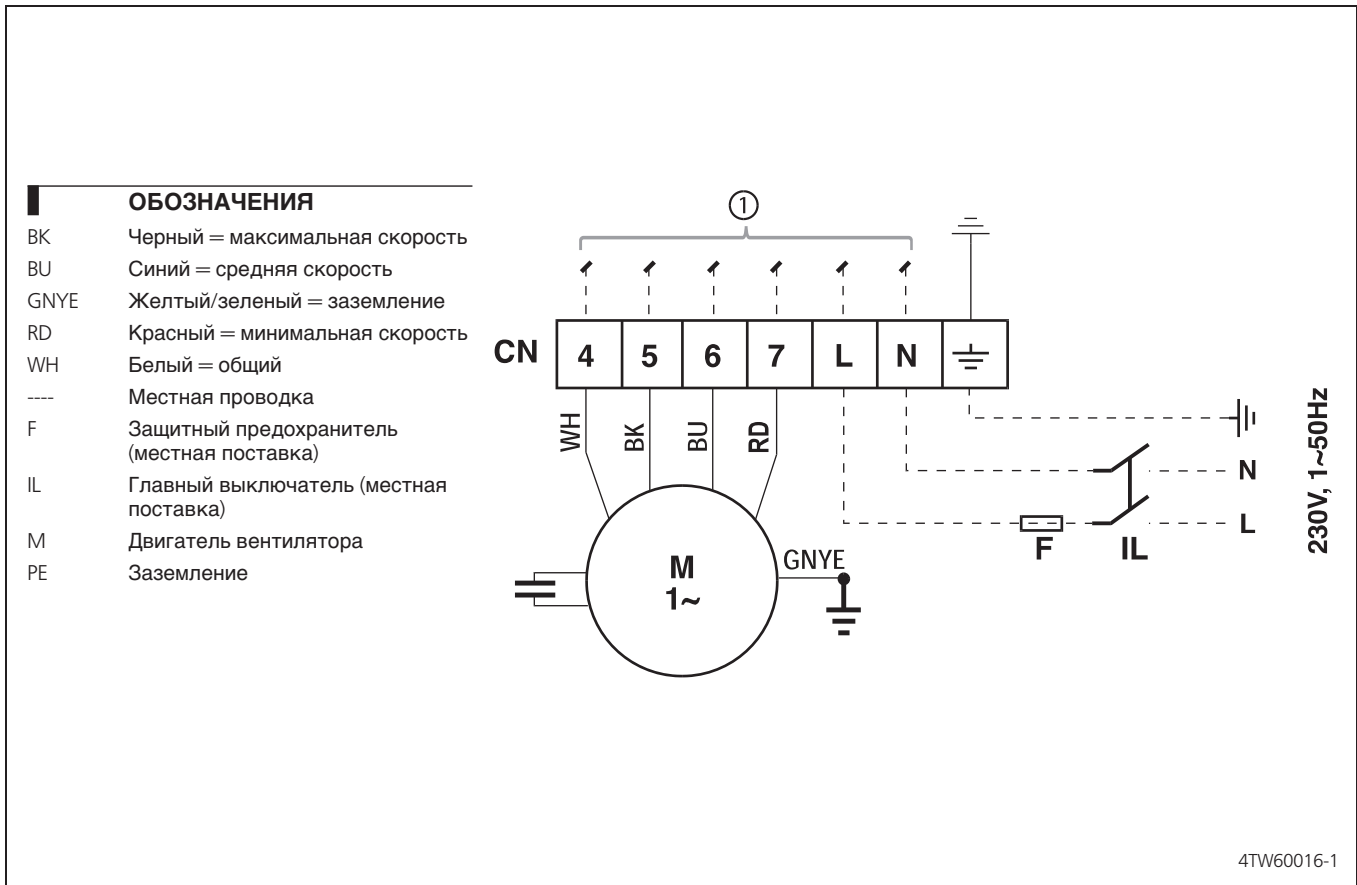 ОБОЗНАЧЕНИЯ
BK Черный = максимальная скорость
BU Синий = средняя скорость
GNYE Желтый/зеленый = заземление
RD Красный = минимальная скорость
WH Белый = общий
---- Местная проводка
F Защитный предохранитель
(местная поставка)
IL Главный выключатель (местная
поставка)
M Двигатель вентилятора
PE Заземление
1
CN 4 5 6 7 L N
WH BK BU RD
M
1~
GNYE
N
L
F IL
230V, 1~50Hz
4TW60016-1